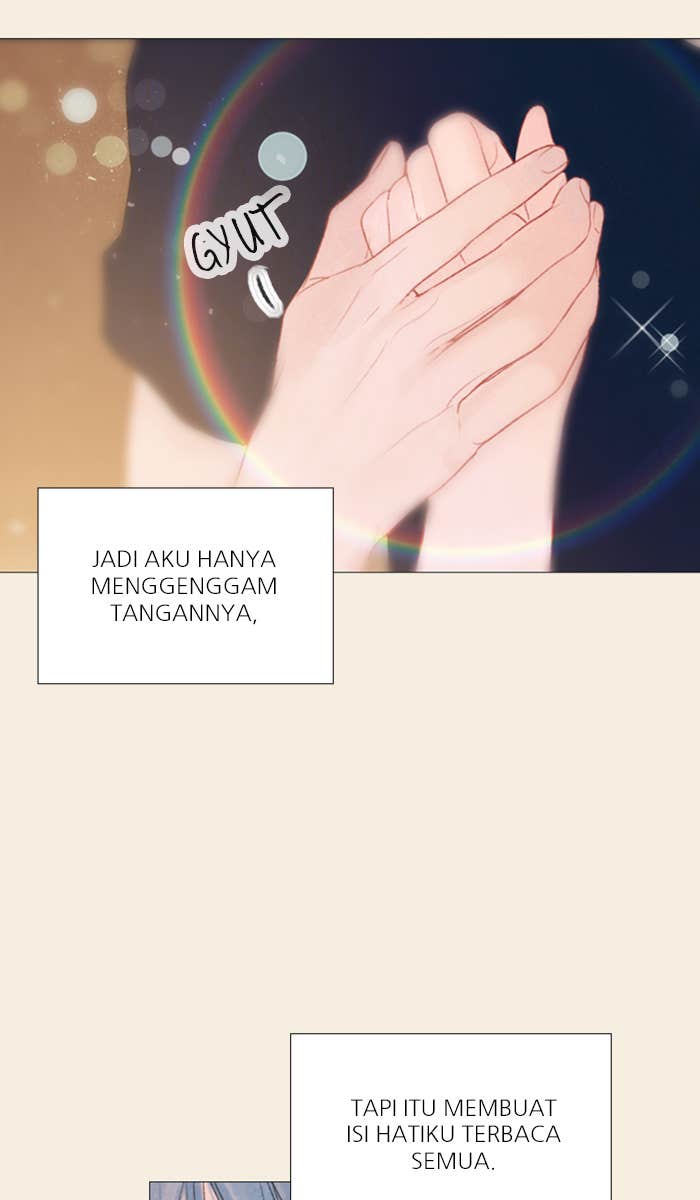 GYUT
JADI AKU HANYA
MENGGENGGAM
TANGANNYA,
TAPI ITU MEMBUAT
ISI HATIKU TERBACA
SEMUA.